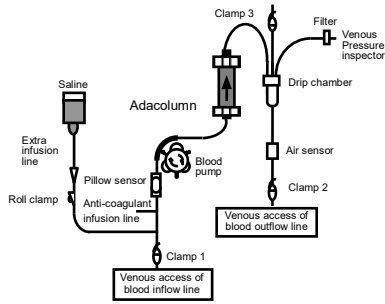 Clamp 3
Filter
Venous
Pressure
inspector
Saline
Drip chamber
Adacolumn
Extra
infusion
line
Blood
pump
Air sensor
Pillow sensor
Roll clamp
Anti-coagulant
infusion line
Clamp 2
Venous access of
blood outflow line
Clamp 1
Venous access of
blood inflow line